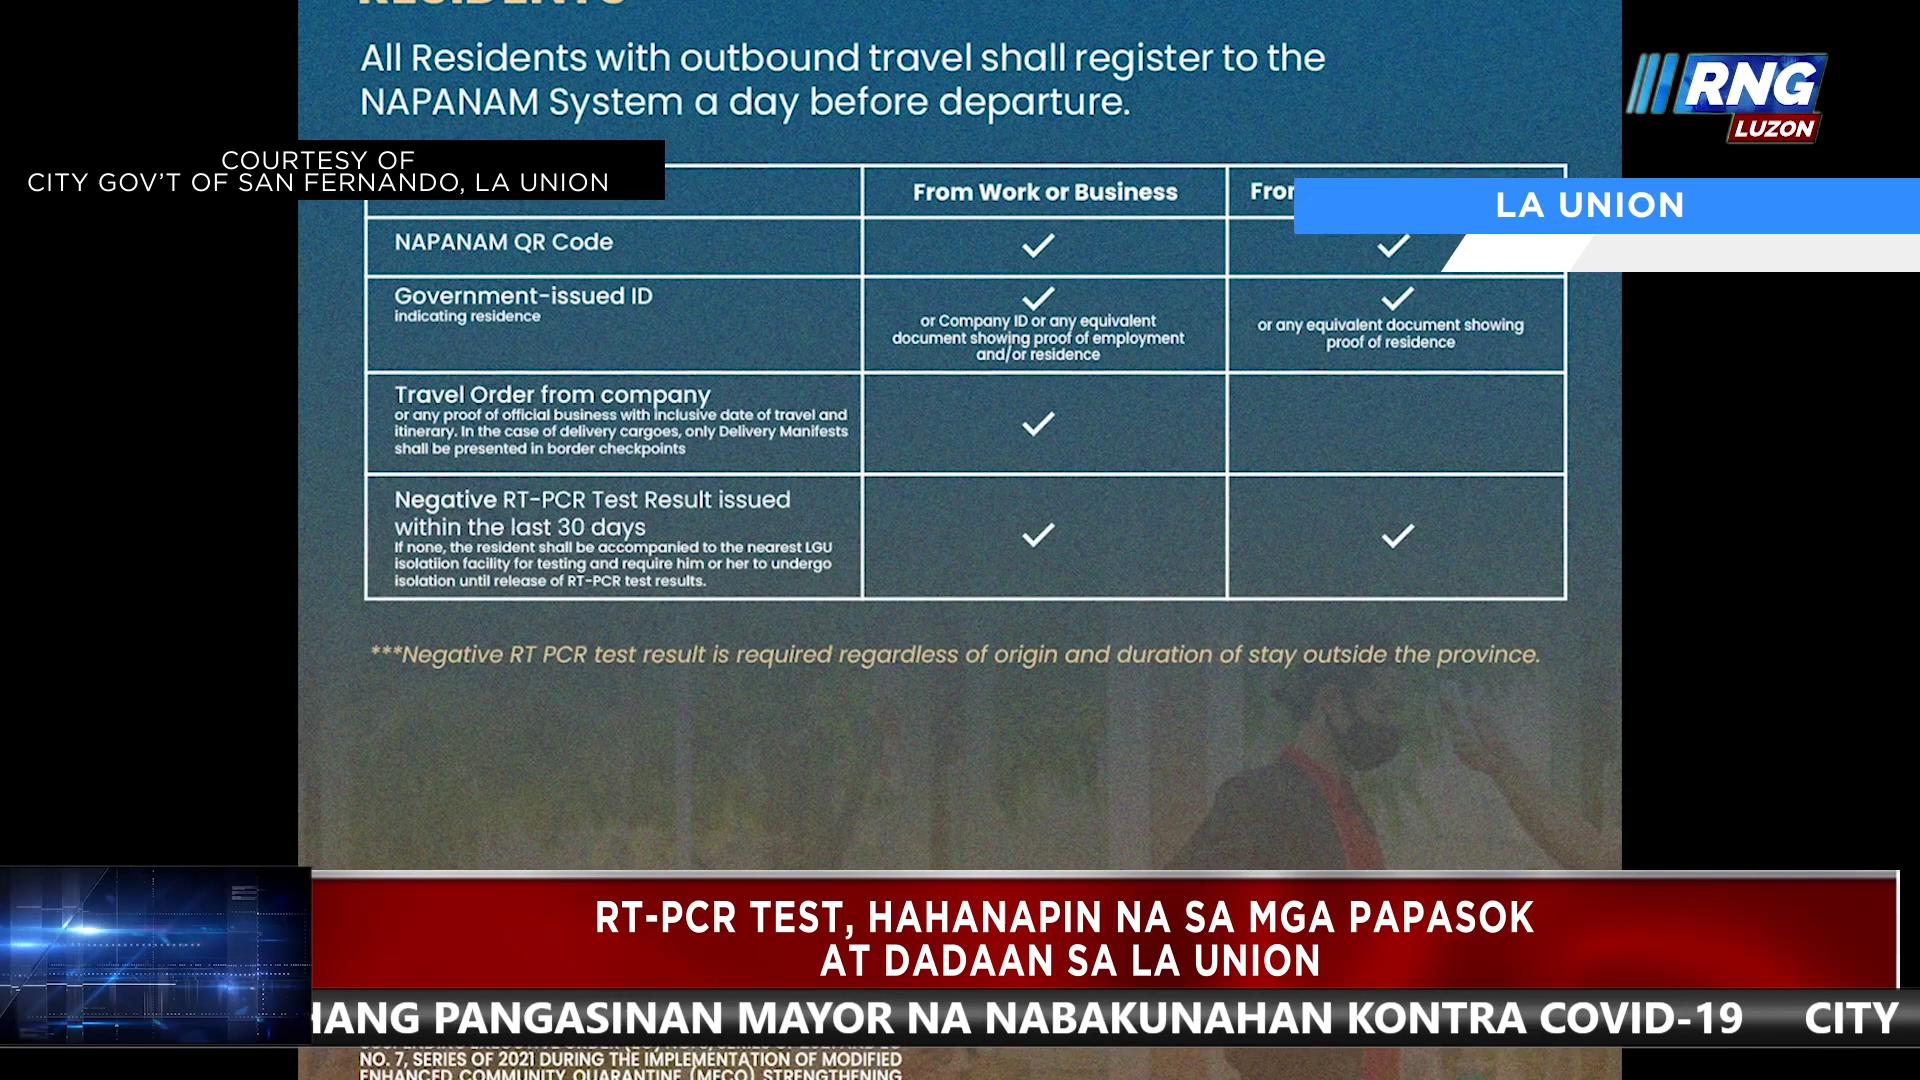 RESIDENTS
All Residents with outbound travel shall register to the
NAPANAM System a day before departure.
RNG
LUZON
COURTESY OF
CITY GOV'T OF SAN FERNANDO, LA UNION
LA UNION
From Work or Business
NAPANAM QR Code
Government-issued ID
indicating residence
or Company ID or any equivalent
document showing proof of employment
and/or residence
or any equivalent document showing
proof of residence
Travel Order from company
or any proof of official business with inclusive date of travel and
itinerary. In the case of delivery cargoes, only Delivery Manifests
shall be presented in border checkpoints
Negative RT-PCR Test Result issued
within the last 30 days
If none, the resident shall be accompanied to the nearest LGU
isolatiion facility for testing and require him or her to undergo
isolation until release of RT-PCR test results.
***Negative RT PCR test result is required regardless of origin and duration of stay outside the province.
RT-PCR TEST, HAHANAPIN NA SA MGA PAPASOK
AT DADAAN SA LA UNION
PANGASINAN MAYOR NA NABAKUNAHAN KONTRA COVID-19 CITY
NO. 7, SERIES OF 2021 DURING THE IMPLEMENTATION OF MODIFIED
ENHANCED COMMUNITY QUARANTINE (MECQ) STRENGTHENING